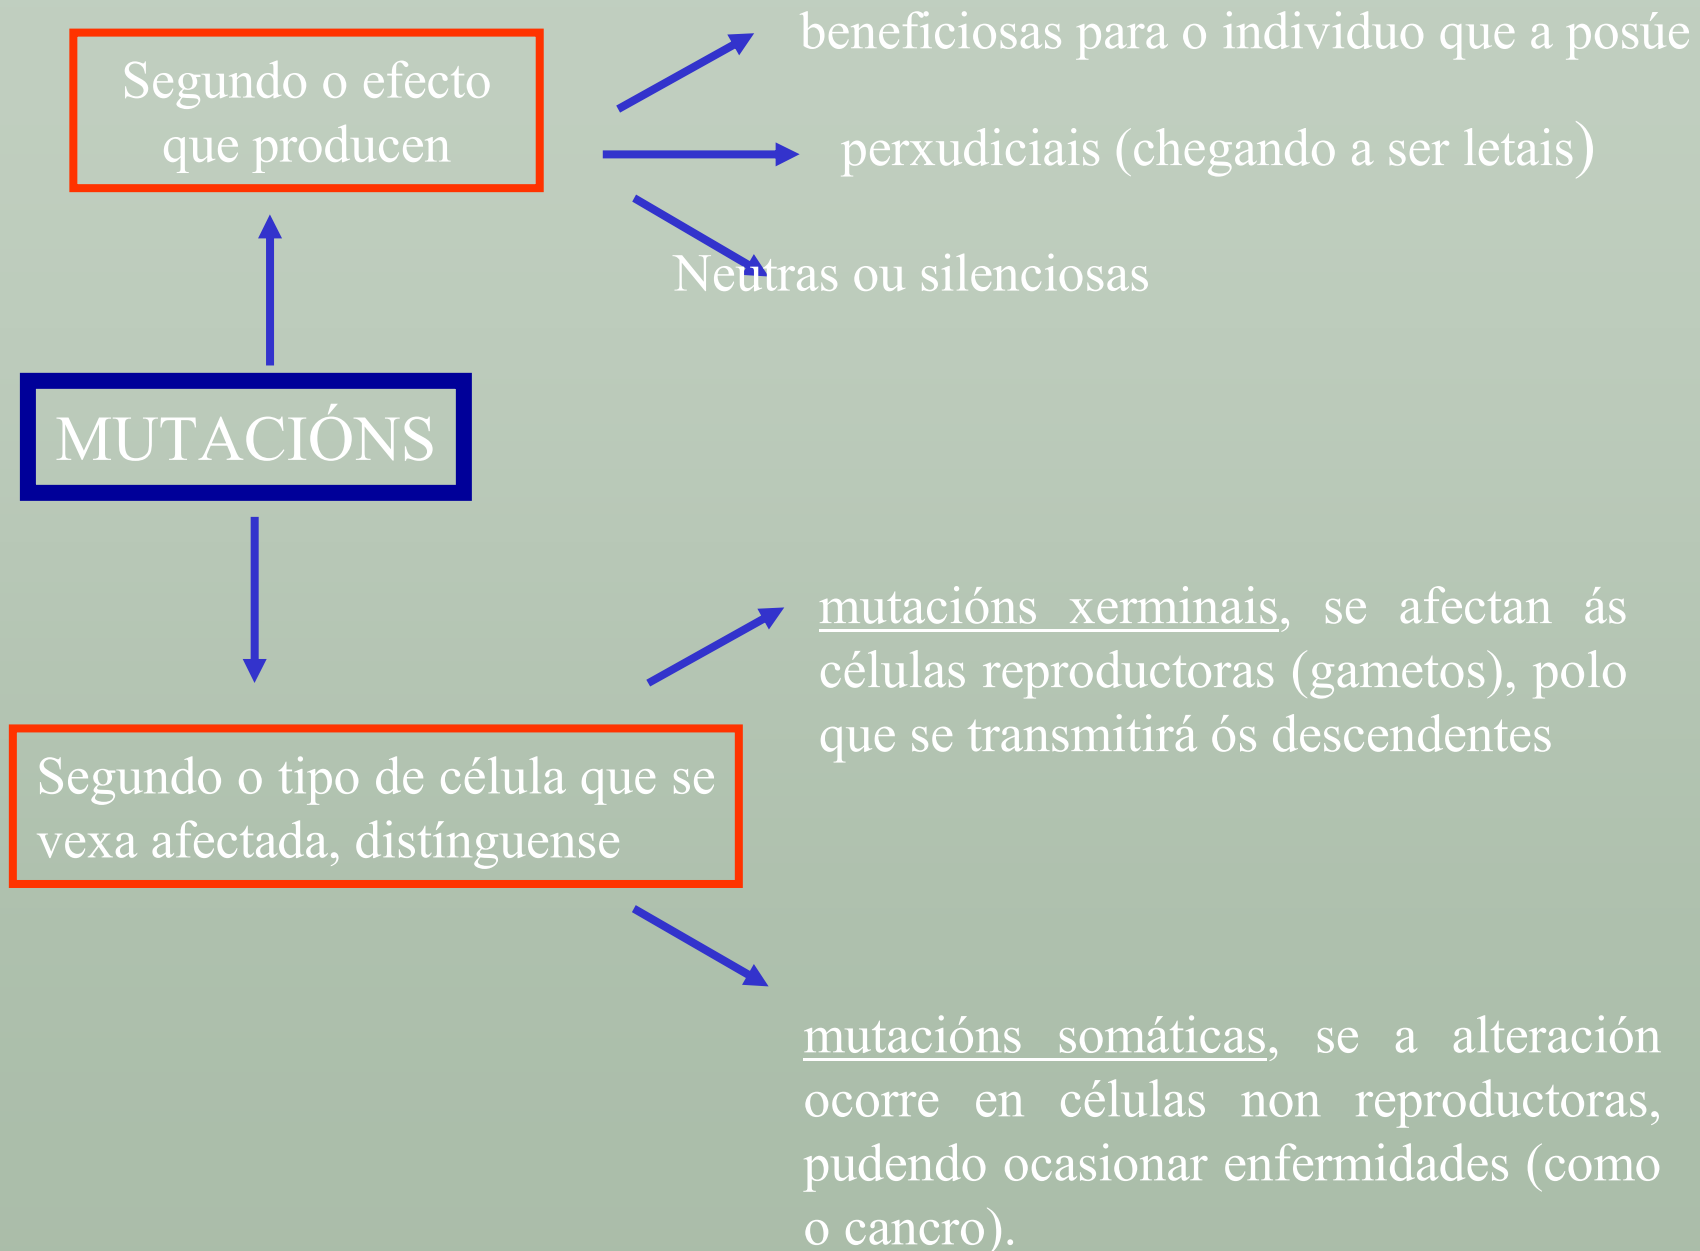 Segundo o efecto
que producen
beneficiosas para o individuo que a posúe
perxudiciais (chegando a ser letais)
Neutras ou silenciosas
MUTACIÓNS
Segundo o tipo de célula que se
vexa afectada, distínguense
mutacións xerminais, se afectan ás
células reproductoras (gametos), polo
que se transmitirá ós descendentes
mutacións somáticas, se a alteración
ocorre en células non reproductoras,
pudendo ocasionar enfermidades (como
o cancro).